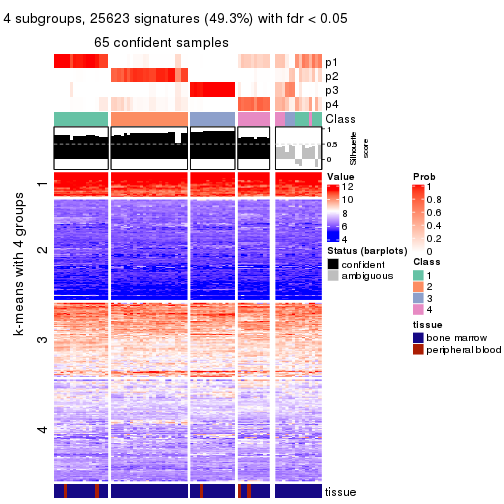 4 subgroups, 25623 signatures (49.3%) with fdr < 0.05
65 confident samples
p1
p2
p3
p4
Class
1
0.5
0
Silhouette
score
k-means with 4 groups
1
2
3
4
tissue
Value
12
10
8
6
4
Status (barplots)
confident
ambiguous
Prob
1
0.8
0.6
0.4
0.2
0
Class
1
2
3
4
tissue
bone marrow
peripheral blood